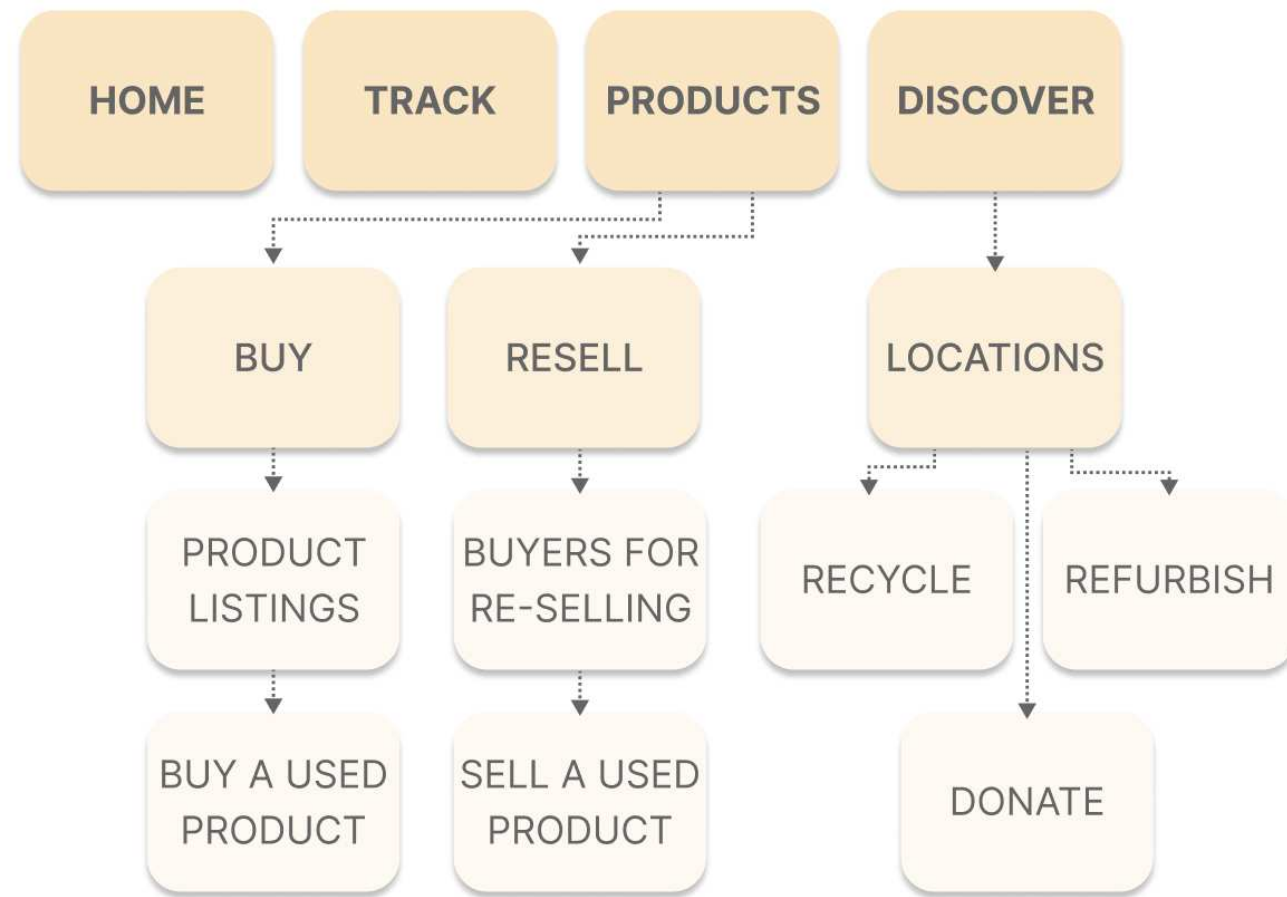 HOME
TRACK
PRODUCTS
DISCOVER
BUY
RESELL
LOCATIONS
PRODUCT
LISTINGS
BUYERS FOR
RE-SELLING
RECYCLE
REFURBISH
BUY A USED
PRODUCT
SELL A USED
PRODUCT
DONATE